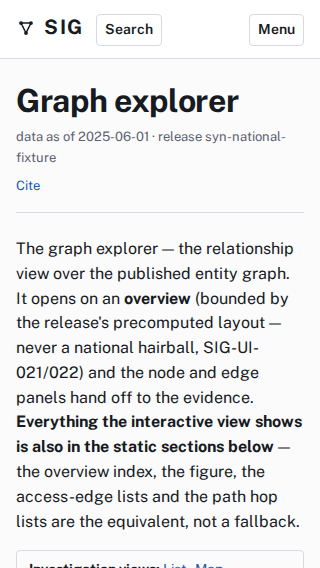 SIG Search Menu
Graph explorer
data as of 2025-06-01 · release syn-national-
fixture
Cite
The graph explorer — the relationship
view over the published entity graph.
It opens on an overview (bounded by
the release's precomputed layout —
never a national hairball, SIG-UI-
021/022) and the node and edge
panels hand off to the evidence.
Everything the interactive view shows
is also in the static sections below —
the overview index, the figure, the
access-edge lists and the path hop
lists are the equivalent, not a fallback.
Investigation views: List Map